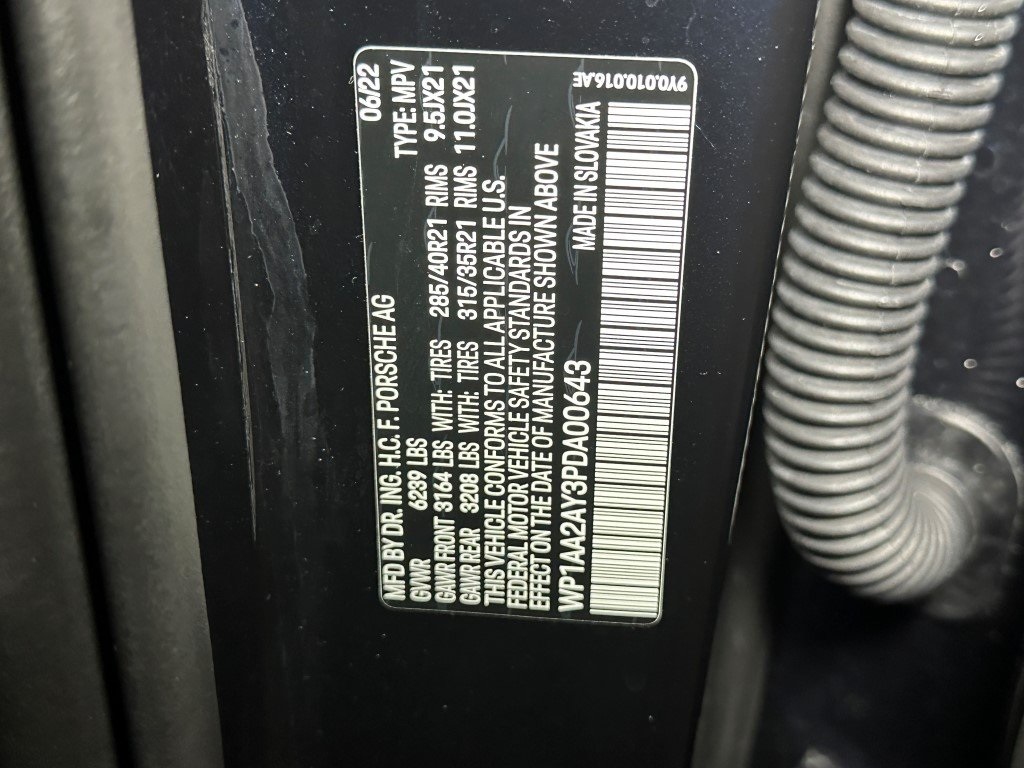 MFD BY DR. ING. H.C. F. PORSCHE AG 06/22
GVWR 6289 LBS TYPE: MPV
GAWR FRONT 3164 LBS WITH: TIRES 285/40R21 RIMS 9.5JX21
GAWR REAR 3208 LBS WITH: TIRES 315/35R21 RIMS 11.0JX21
THIS VEHICLE CONFORMS TO ALL APPLICABLE U.S.
FEDERAL MOTOR VEHICLE SAFETY STANDARDS IN
EFFECT ON THE DATE OF MANUFACTURE SHOWN ABOVE
WP1AA2AY3PDA00643 MADE IN SLOVAKIA
9Y0.010.016.AE